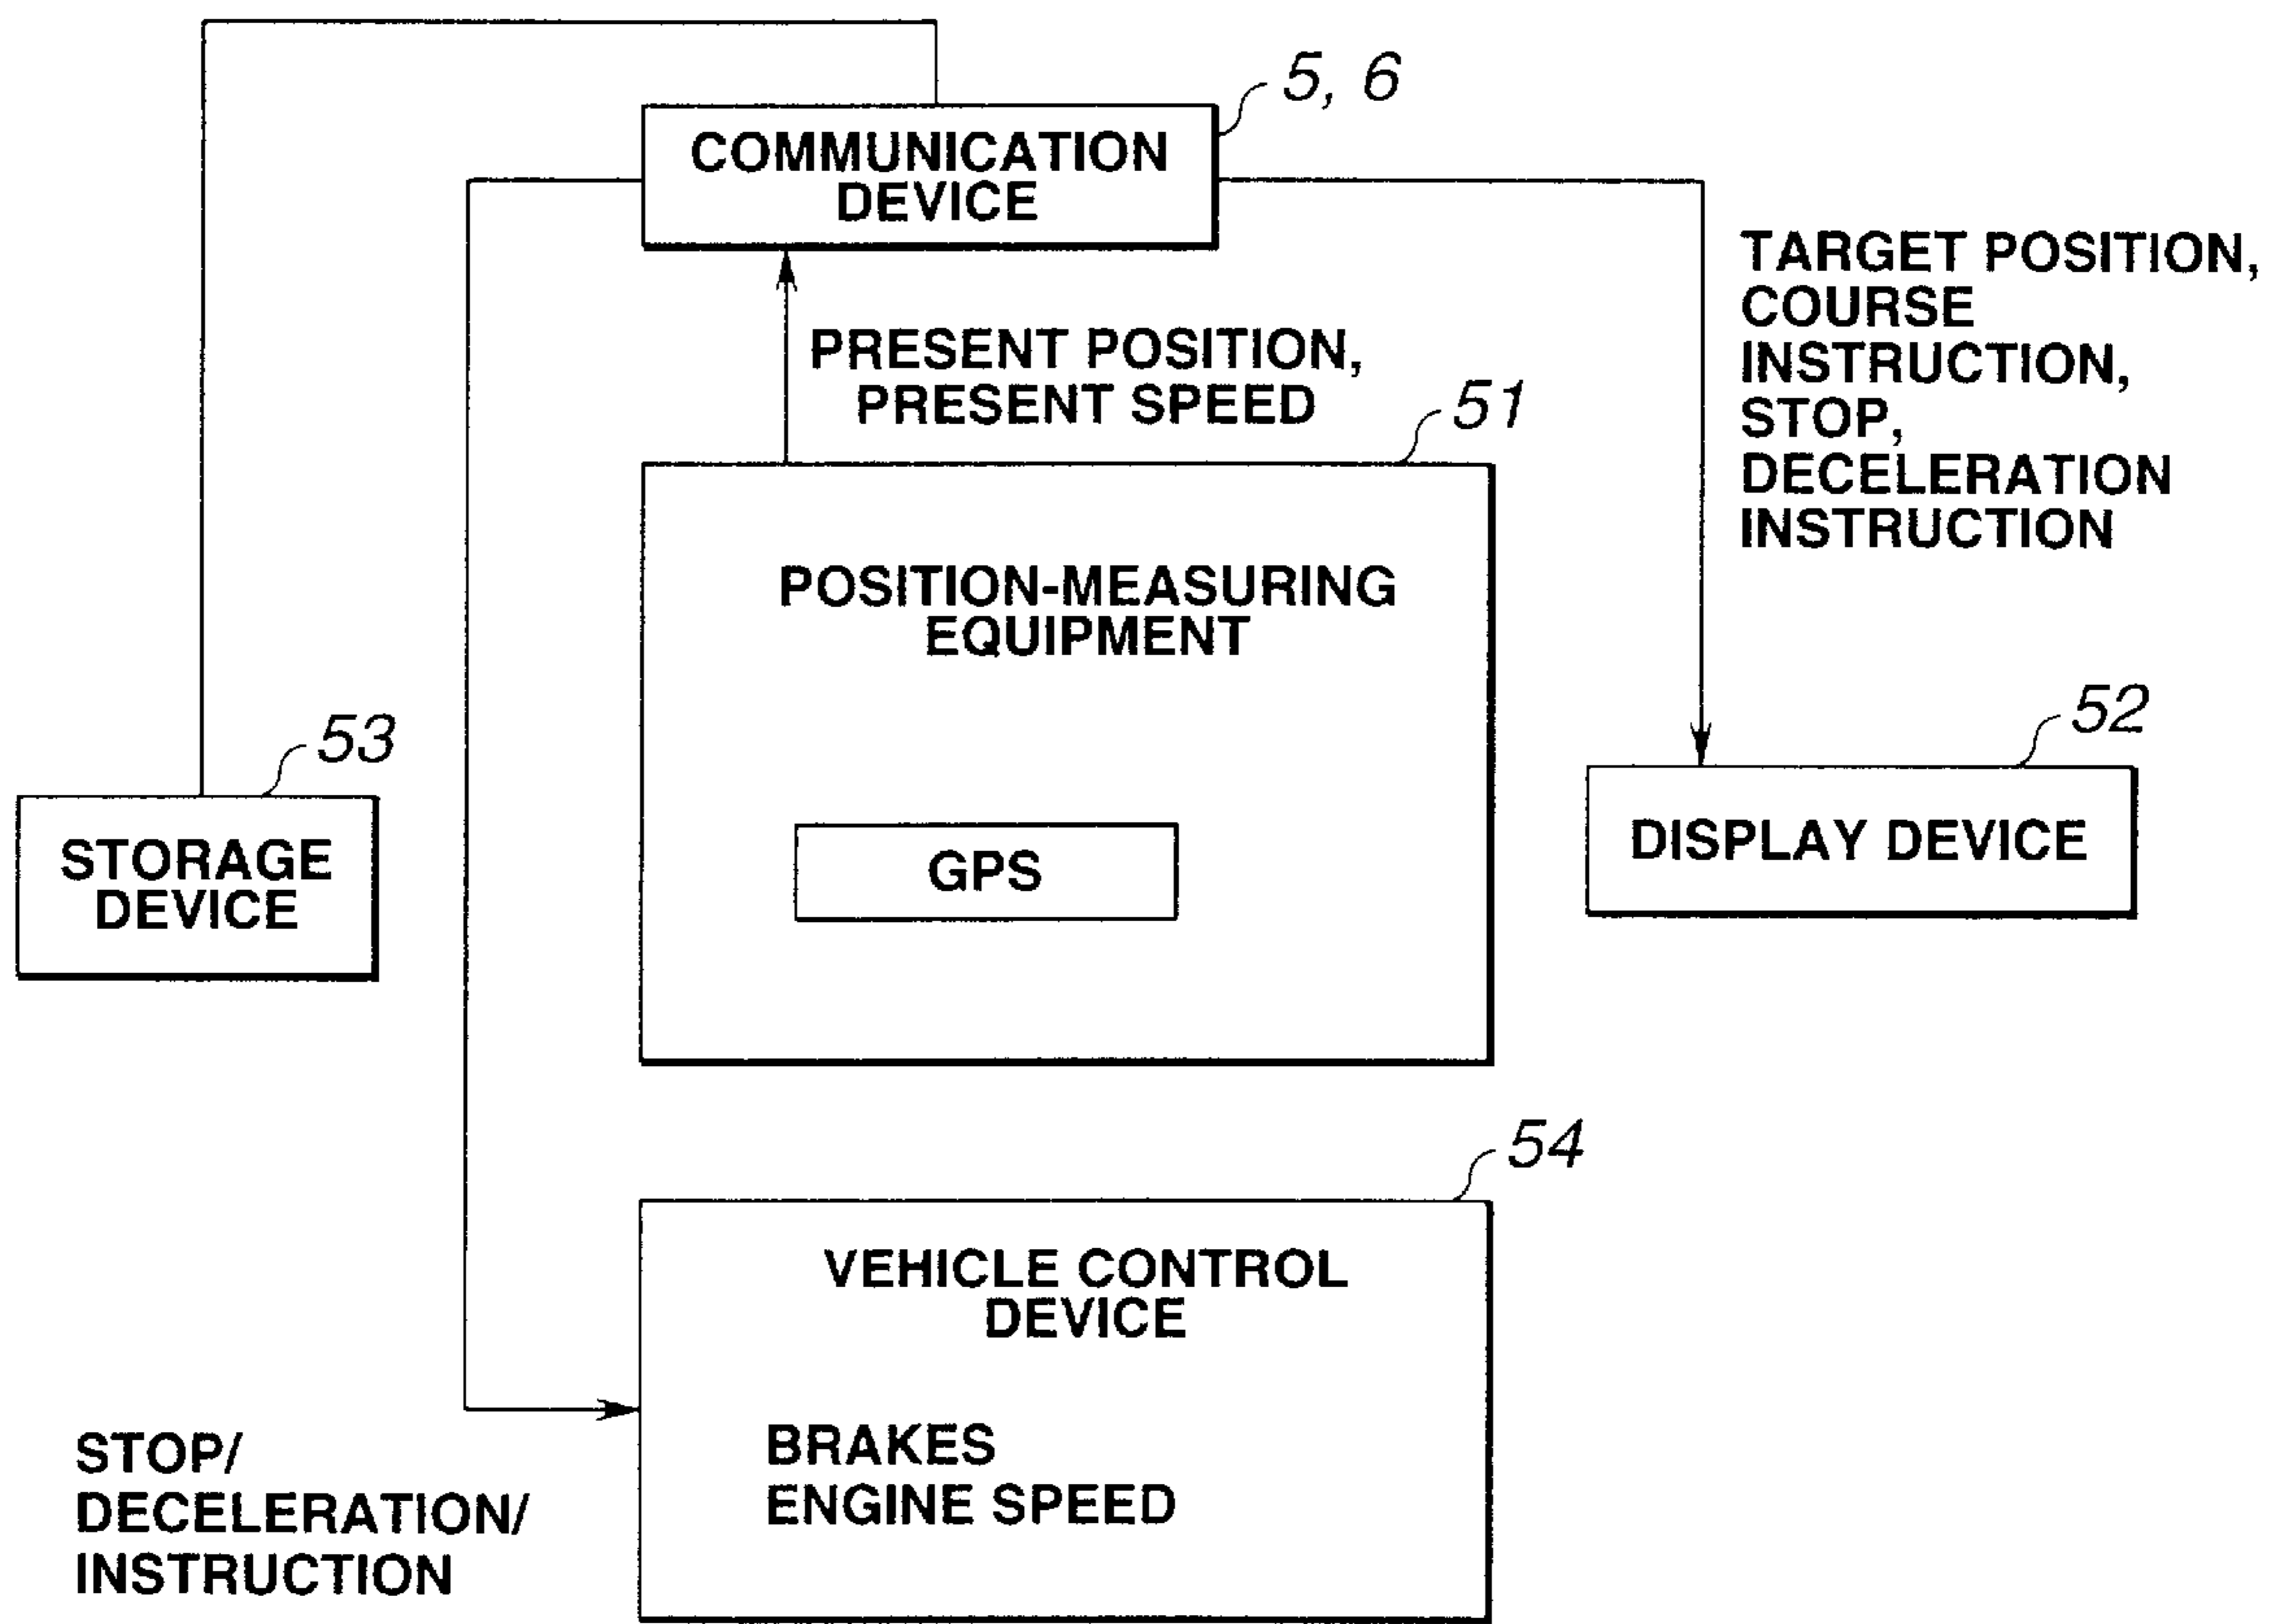 5, 6
COMMUNICATION
DEVICE
TARGET POSITION,
COURSE
INSTRUCTION,
STOP,
DECELERATION
INSTRUCTION
PRESENT POSITION,
PRESENT SPEED
51
POSITION-MEASURING
EQUIPMENT
GPS
53
STORAGE
DEVICE
52
DISPLAY DEVICE
54
VEHICLE CONTROL
DEVICE
BRAKES
ENGINE SPEED
STOP/
DECELERATION/
INSTRUCTION